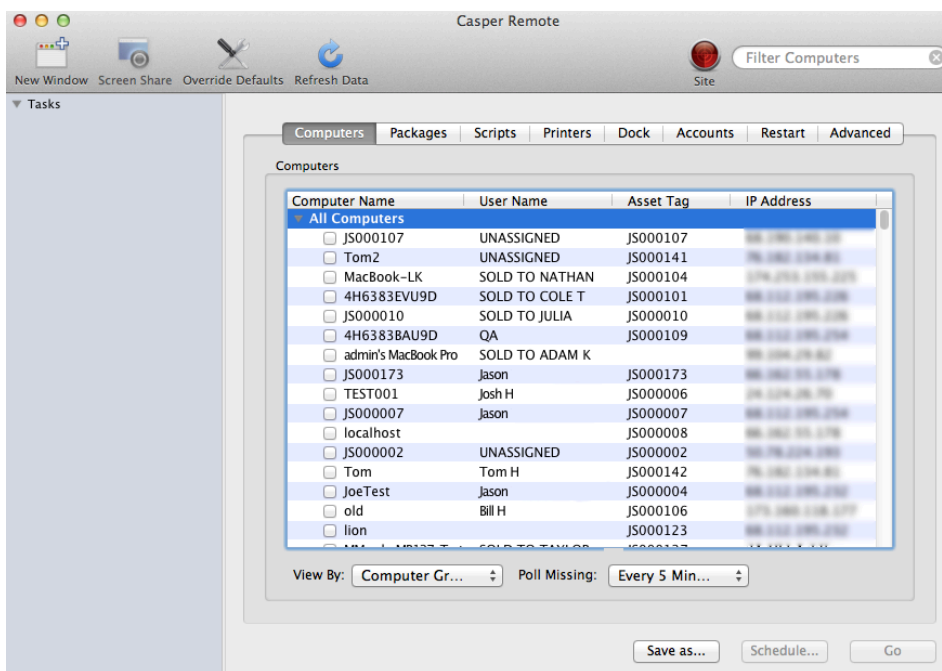 Casper Remote
New Window Screen Share Override Defaults Refresh Data Site Filter Computers
Tasks
Computers Packages Scripts Printers Dock Accounts Restart Advanced
Computers
Computer Name User Name Asset Tag IP Address
All Computers
JS000107 UNASSIGNED JS000107
Tom2 UNASSIGNED JS000141
MacBook-LK SOLD TO NATHAN JS000104
4H6383EVU9D SOLD TO COLE T JS000101
JS000010 SOLD TO JULIA JS000010
4H6383BAU9D QA JS000109
admin's MacBook Pro SOLD TO ADAM K
JS000173 Jason JS000173
TEST001 Josh H JS000006
JS000007 Jason JS000007
localhost JS000008
JS000002 UNASSIGNED JS000002
Tom Tom H JS000142
JoeTest Jason JS000004
old Bill H JS000106
lion JS000123
View By: Computer Gr... Poll Missing: Every 5 Min...
Save as... Schedule... Go